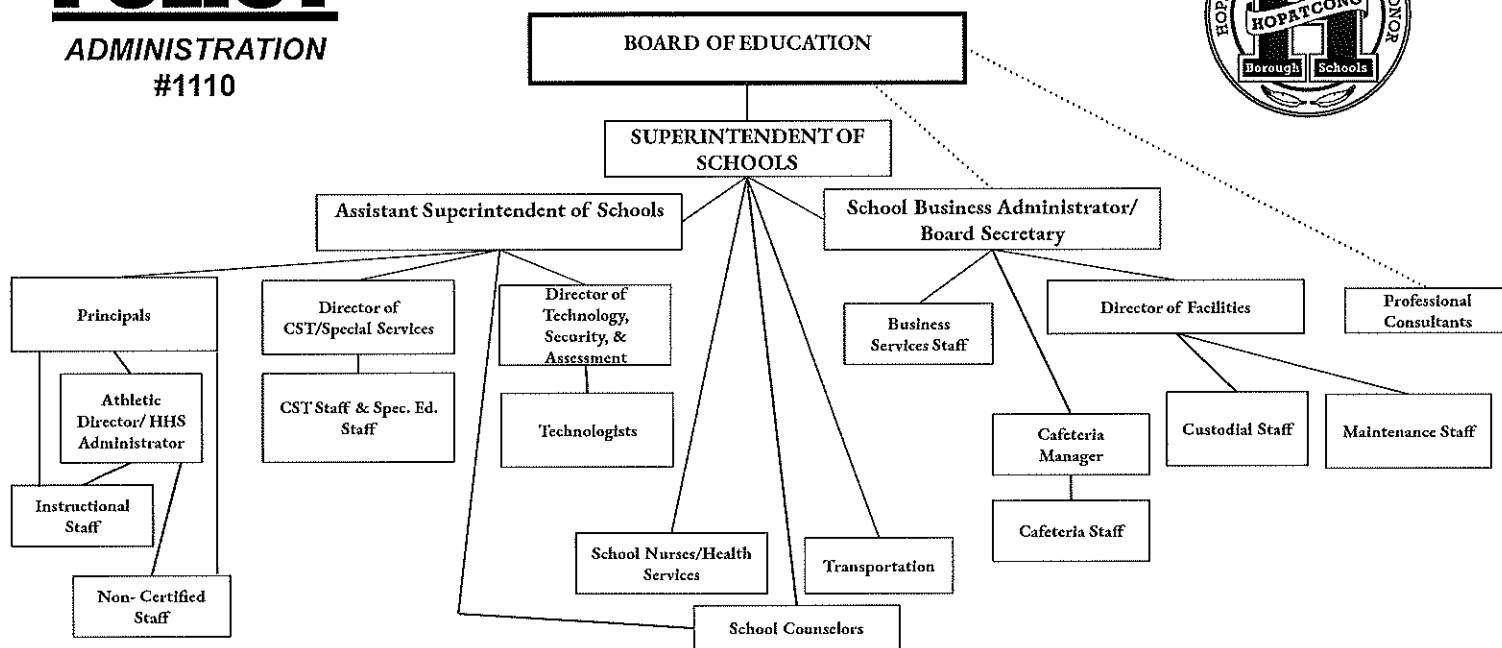 POLICY
ADMINISTRATION
#1110
HOPATCONG
Borough Schools
BOARD OF EDUCATION
SUPERINTENDENT OF
SCHOOLS
Assistant Superintendent of Schools
School Business Administrator/
Board Secretary
Principals
Director of
CST/Special Services
Director of
Technology,
Security, &
Assessment
Business
Services Staff
Director of Facilities
Professional
Consultants
Athletic
Director/ HHS
Administrator
CST Staff & Spec. Ed.
Staff
Technologists
Cafeteria
Manager
Custodial Staff
Maintenance Staff
Instructional
Staff
Cafeteria Staff
School Nurses/Health
Services
Transportation
Non- Certified
Staff
School Counselors